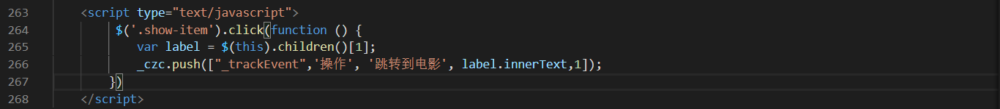 263 <script type="text/javascript">
264 $('.show-item').click(function () {
265 var label = $(this).children()[1];
266 _czc.push(["_trackEvent",'操作', '跳转到电影', label.innerText,1]);
267 })
268 </script>